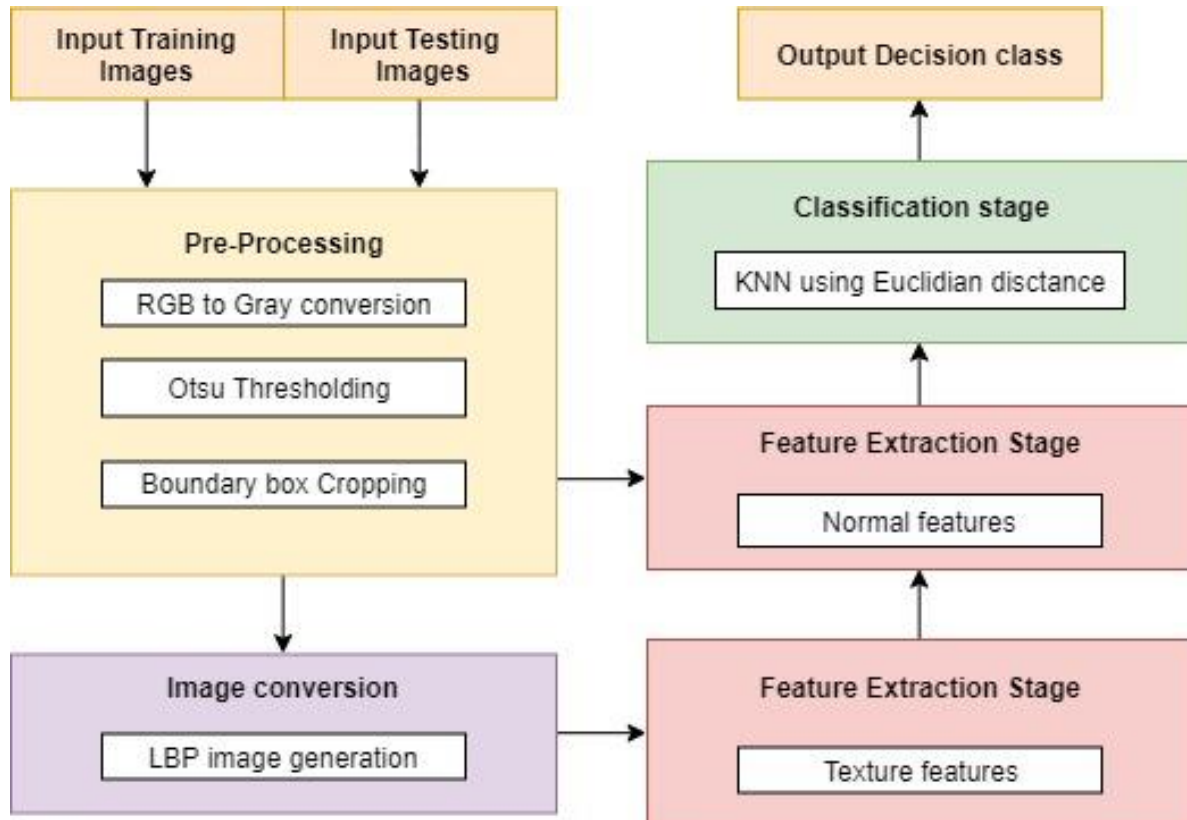 Input Training
Images
Input Testing
Images
Pre-Processing
RGB to Gray conversion
Otsu Thresholding
Boundary box Cropping
Image conversion
LBP image generation
Output Decision class
Classification stage
KNN using Euclidian disctance
Feature Extraction Stage
Normal features
Feature Extraction Stage
Texture features